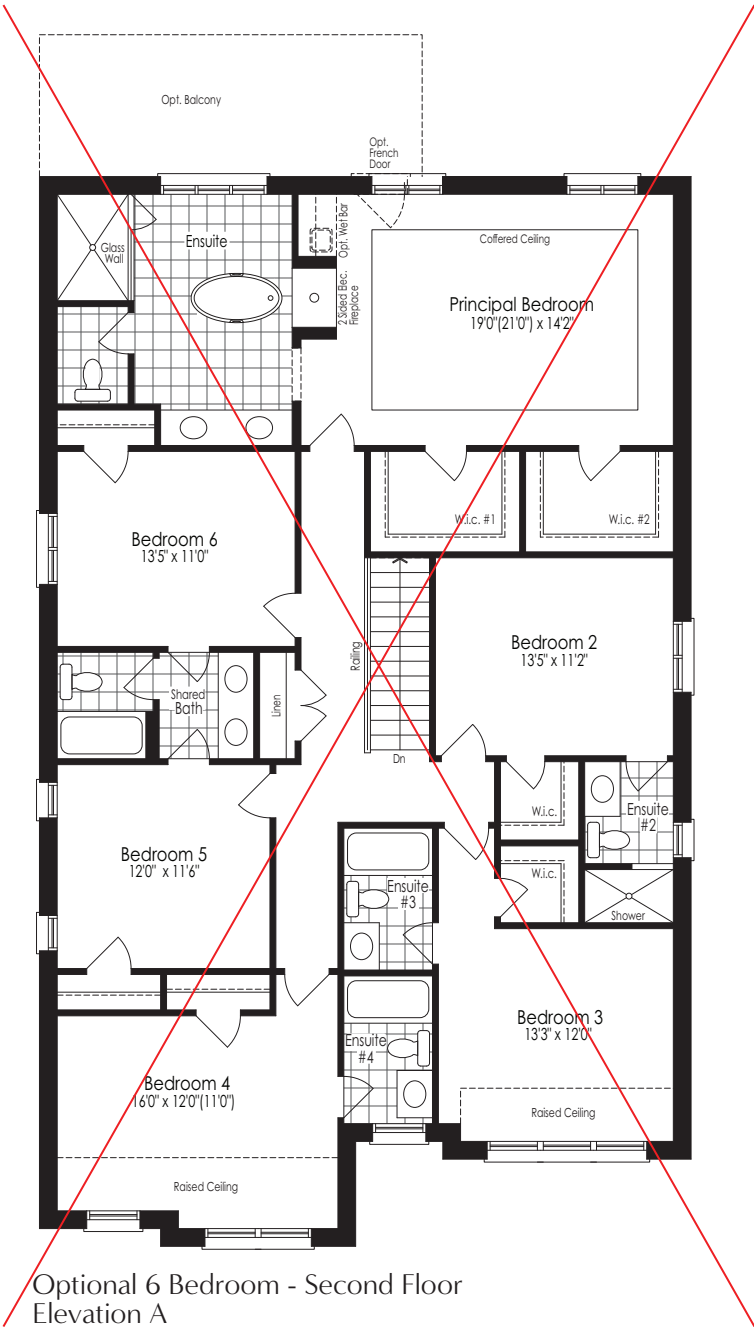 Opt. Balcony
Opt.
French
Door
Ensuite
Glass
Wall
Opt. Wet Bar
2 Sided Elec.
Fireplace
Coffered Ceiling
Principal Bedroom
19'0"(21'0") x 14'2"
W.i.c. #1
W.i.c. #2
Bedroom 6
13'5" x 11'0"
Bedroom 2
13'5" x 11'2"
Railing
Shared
Bath
Linen
Dn
W.i.c.
Ensuite
#2
Bedroom 5
12'0" x 11'6"
Ensuite
#3
W.i.c.
Shower
Bedroom 3
13'3" x 12'0"
Ensuite
#4
Bedroom 4
16'0" x 12'0"(11'0")
Raised Ceiling
Raised Ceiling
Optional 6 Bedroom - Second Floor
Elevation A